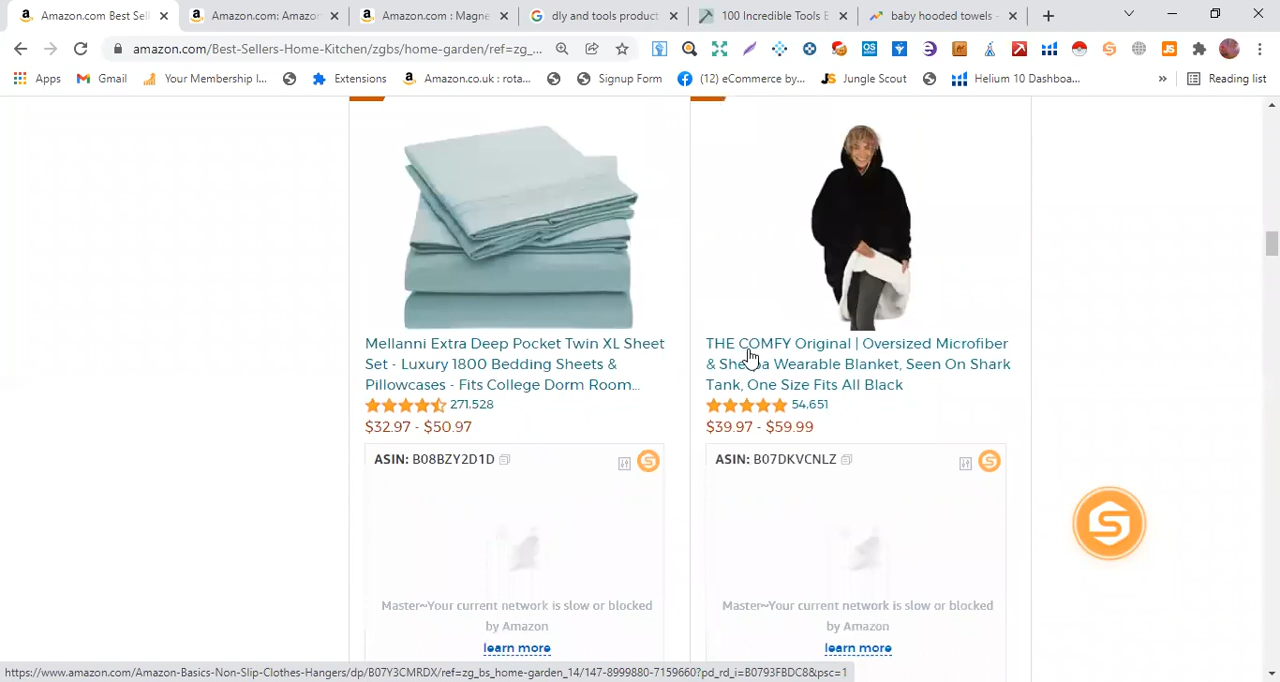 Amazon.com Best Sell
Amazon.com: Amazo
Amazon.com : Magne
dly and tools product
100 Incredible Tools E
baby hooded towels -
amazon.com/Best-Sellers-Home-Kitchen/zgbs/home-garden/ref=zg_...
Apps
Gmail
Your Membership I...
Extensions
Amazon.co.uk : rota...
Signup Form
(12) eCommerce by...
Jungle Scout
Helium 10 Dashboa...
»
Reading list
Mellanni Extra Deep Pocket Twin XL Sheet
Set - Luxury 1800 Bedding Sheets &
Pillowcases - Fits College Dorm Room...
271,528
$32.97 - $50.97
ASIN: B08BZY2D1D
Master~Your current network is slow or blocked
by Amazon
learn more
THE COMFY Original | Oversized Microfiber
& Sherpa Wearable Blanket, Seen On Shark
Tank, One Size Fits All Black
54,651
$39.97 - $59.99
ASIN: B07DKVCNLZ
Master~Your current network is slow or blocked
by Amazon
learn more
https://www.amazon.com/Amazon-Basics-Non-Slip-Clothes-Hangers/dp/B07Y3CMRDX/ref=zg_bs_home-garden_14/147-8999880-7159660?pd_rd_i=B0793FBDC8&psc=1